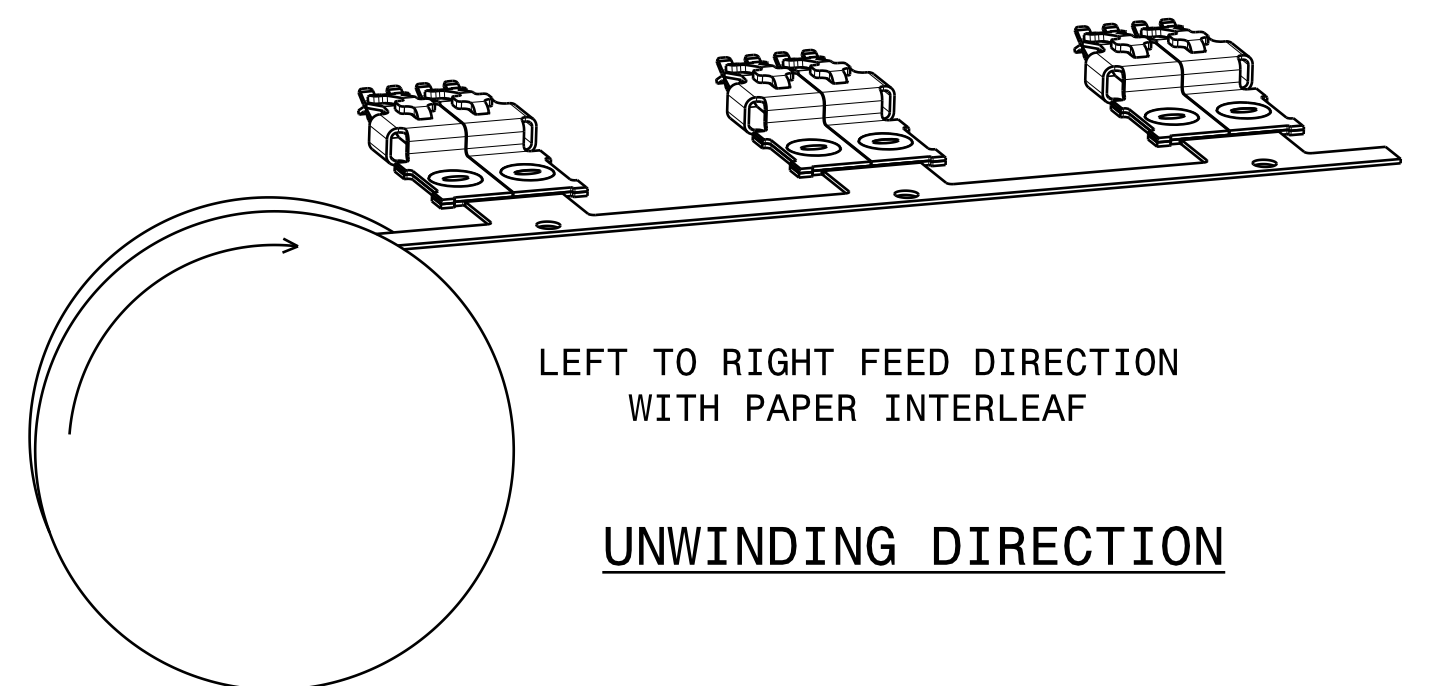 LEFT TO RIGHT FEED DIRECTION
WITH PAPER INTERLEAF
UNWINDING DIRECTION